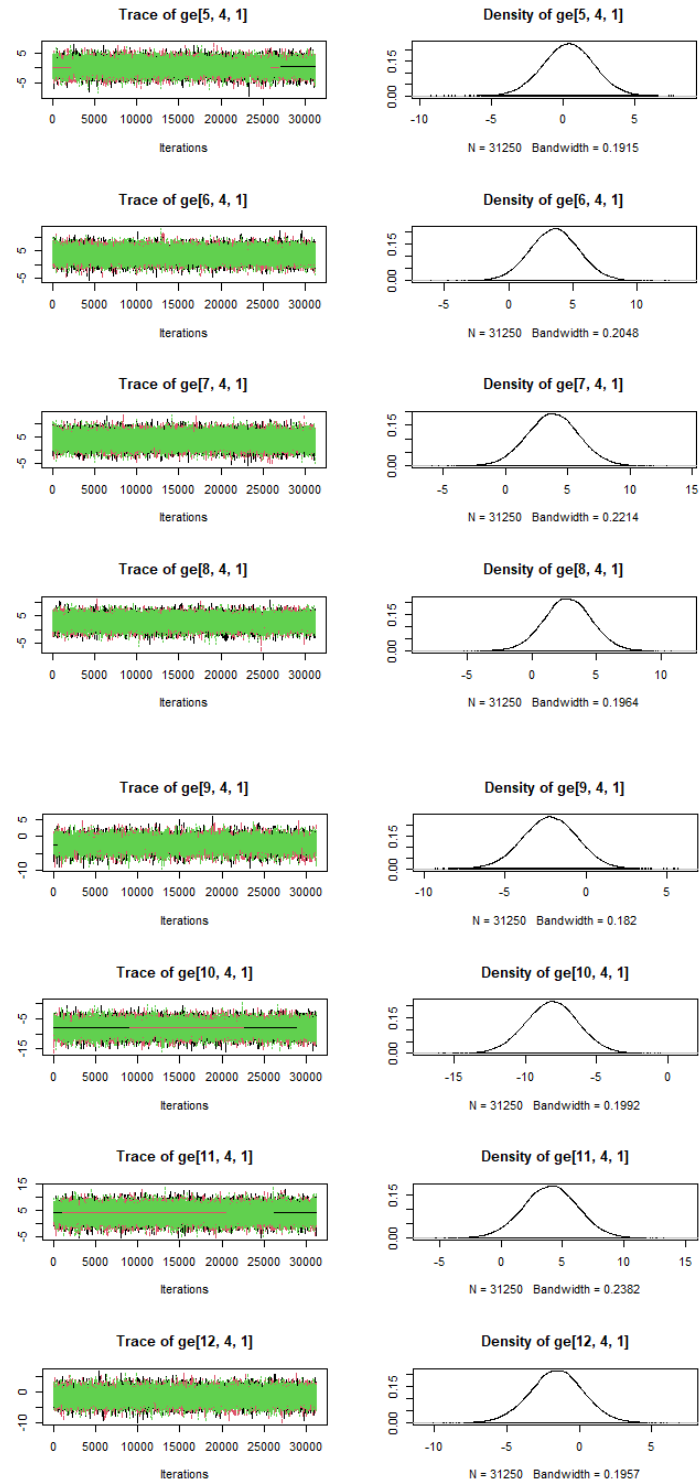 Trace of ge[5, 4, 1]
Density of ge[5, 4, 1]
-5 5
0.00 0.15
0 5000 10000 15000 20000 25000 30000
-10 -5 0 5
Iterations
N = 31250 Bandwidth = 0.1915
Trace of ge[6, 4, 1]
Density of ge[6, 4, 1]
-5 5
0.00 0.15
0 5000 10000 15000 20000 25000 30000
-5 0 5 10
Iterations
N = 31250 Bandwidth = 0.2048
Trace of ge[7, 4, 1]
Density of ge[7, 4, 1]
-5 5
0.00 0.15
0 5000 10000 15000 20000 25000 30000
-5 0 5 10 15
Iterations
N = 31250 Bandwidth = 0.2214
Trace of ge[8, 4, 1]
Density of ge[8, 4, 1]
-5 5
0.00 0.15
0 5000 10000 15000 20000 25000 30000
-5 0 5 10
Iterations
N = 31250 Bandwidth = 0.1964
Trace of ge[9, 4, 1]
Density of ge[9, 4, 1]
-10 0 5
0.00 0.15
0 5000 10000 15000 20000 25000 30000
-10 -5 0 5
Iterations
N = 31250 Bandwidth = 0.182
Trace of ge[10, 4, 1]
Density of ge[10, 4, 1]
-15 -5
0.00 0.15
0 5000 10000 15000 20000 25000 30000
-15 -10 -5 0
Iterations
N = 31250 Bandwidth = 0.1992
Trace of ge[11, 4, 1]
Density of ge[11, 4, 1]
-5 5 15
0.00 0.15
0 5000 10000 15000 20000 25000 30000
-5 0 5 10 15
Iterations
N = 31250 Bandwidth = 0.2382
Trace of ge[12, 4, 1]
Density of ge[12, 4, 1]
-10 0
0.00 0.15
0 5000 10000 15000 20000 25000 30000
-10 -5 0 5
Iterations
N = 31250 Bandwidth = 0.1957